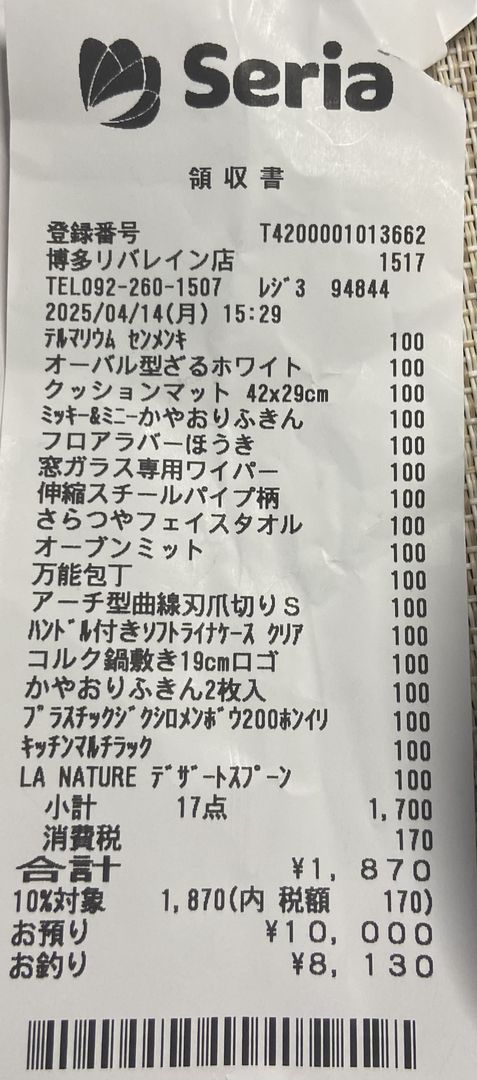 Seria
領収書
登録番号 T4200001013662
博多リバレイン店 1517
TEL092-260-1507 ﾚｼﾞ3 94844
2025/04/14(月) 15:29
ﾃﾙﾏﾘｳﾑ ｾﾝﾒﾝｷ 100
オーバル型ざるホワイト 100
クッションマット 42x29cm 100
ﾐｯｷｰ&ﾐﾆｰかやおりふきん 100
フロアラバーほうき 100
窓ガラス専用ワイパー 100
伸縮スチールパイプ柄 100
さらつやフェイスタオル 100
オーブンミット 100
万能包丁 100
アーチ型曲線刃爪切りS 100
ﾊﾝﾄﾞﾙ付きｿﾌﾄﾗｲﾅｹｰｽ ｸﾘｱ 100
コルク鍋敷き19cmロゴ 100
かやおりふきん2枚入 100
ﾌﾟﾗｽﾁｯｸｼﾞｸｼﾛﾒﾝﾎﾞｳ200ﾎﾝｲﾘ 100
ｷｯﾁﾝﾏﾙﾁﾗｯｸ 100
LA NATURE ﾃﾞｻﾞｰﾄｽﾌﾟｰﾝ 100
小計 17点 1,700
消費税 170
合計 ¥1,870
10%対象 1,870(内 税額 170)
お預り ¥10,000
お釣り ¥8,130